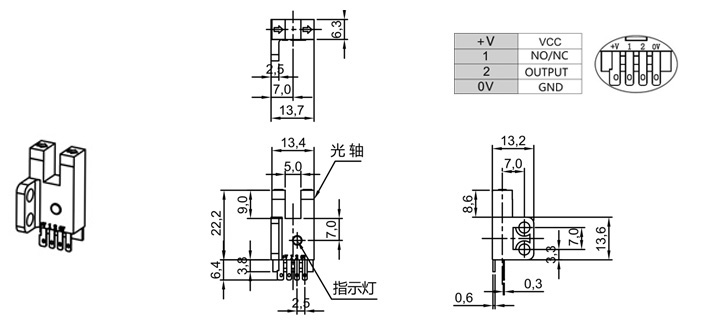 6,3
2,5
7,0
13,7
+V VCC
1 NO/NC
2 OUTPUT
0V GND
+V 1 2 0V
13,4
光 轴
5,0
9,0
22,2
7,0
6,4
3,8
指示灯
2,5
13,2
7,0
8,6
7,0
13,6
3,3
0,3
0,6